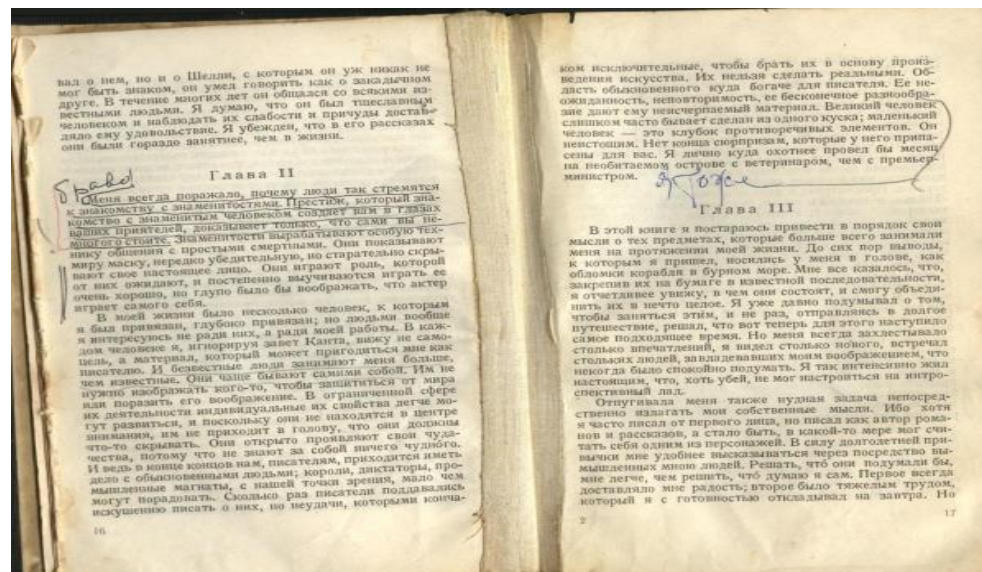 вал о нем, но и о Шелли, с которым он уж никак не
мог быть знаком, он умел говорить как о закадычном
друге. В течение многих лет он общался со всякими из-
вестными людьми. Я думаю, что он был тщеславным
человеком и наблюдать их слабости и причуды достав-
ляло ему удовольствие. Я убежден, что в его рассказах
они были гораздо занятнее, чем в жизни.
браво!
Глава II
Меня всегда поражало, почему люди так стремятся
к знакомству с знаменитостями. Престиж, который зна-
комство с знаменитым человеком создает вам в глазах
ваших приятелей, доказывает только, что сами вы не-
многого стоите. Знаменитости вырабатывают особую тех-
нику общения с простыми смертными. Они показывают
миру маску, нередко убедительную, но старательно скры-
вают свое настоящее лицо. Они играют роль, которой
от них ожидают, и постепенно выучиваются играть ее
очень хорошо, но глупо было бы воображать, что актер
играет самого себя.
В моей жизни было несколько человек, к которым
я был привязан, глубоко привязан; но людьми вообще
я интересуюсь не ради них, а ради моей работы. В каж-
дом человеке я, игнорируя завет Канта, вижу не само-
цель, а материал, который может пригодиться мне как
писателю. И безвестные люди занимают меня больше,
чем известные. Они чаще бывают самими собой. Им не
нужно изображать кого-то, чтобы защититься от мира
или поразить его воображение. В ограниченной сфере
их деятельности индивидуальные их свойства легче мо-
гут развиться, и поскольку они не находятся в центре
внимания, им не приходит в голову, что они должны
что-то скрывать. Они открыто проявляют свои чуда-
чества, потому что не знают за собой ничего чудного.
И ведь в конце концов нам, писателям, приходится иметь
дело с обыкновенными людьми; короли, диктаторы, про-
мышленные магнаты, с нашей точки зрения, мало чем
могут порадовать. Сколько раз писатели поддавались
искушению писать о них, но неудачи, которыми конча-
16
ком исключительные, чтобы брать их в основу произ-
ведения искусства. Их нельзя сделать реальными. Об-
ласть обыкновенного куда богаче для писателя. Ее не-
ожиданность, неповторимость, ее бесконечное разнообра-
зие дают ему неисчерпаемый материал. Великий человек
слишком часто бывает сделан из одного куска; маленький
человек — это клубок противоречивых элементов. Он
неистощим. Нет конца сюрпризам, которые у него припа-
сены для вас. Я лично куда охотнее провел бы месяц
на необитаемом острове с ветеринаром, чем с премьер-
министром.
Я тоже
Глава III
В этой книге я постараюсь привести в порядок свои
мысли о тех предметах, которые больше всего занимали
меня на протяжении моей жизни. До сих пор выводы,
к которым я пришел, носились у меня в голове, как
обломки корабля в бурном море. Мне все казалось, что,
закрепив их на бумаге в известной последовательности,
я отчетливее увижу, в чем они состоят, и смогу объеди-
нить их в нечто целое. Я уже давно подумывал о том,
чтобы заняться этим, и не раз, отправляясь в долгое
путешествие, решал, что вот теперь для этого наступило
самое подходящее время. Но меня всегда захлестывало
столько впечатлений, я видел столько нового, встречал
стольких людей, завладевавших моим воображением, что
некогда было спокойно подумать. Я так интенсивно жил
настоящим, что, хоть убей, не мог настроиться на интро-
спективный лад.
Отпугивала меня также нудная задача непосред-
ственно излагать мои собственные мысли. Ибо хотя
я часто писал от первого лица, но писал как автор рома-
нов и рассказов, а стало быть, в какой-то мере мог счи-
тать себя одним из персонажей. В силу долголетней при-
вычки мне удобнее высказываться через посредство вы-
мышленных мною людей. Решать, что́ они подумали бы,
мне легче, чем решить, что́ думаю я сам. Первое всегда
доставляло мне радость; второе было тяжелым трудом,
который я с готовностью откладывал на завтра. Но
2
17